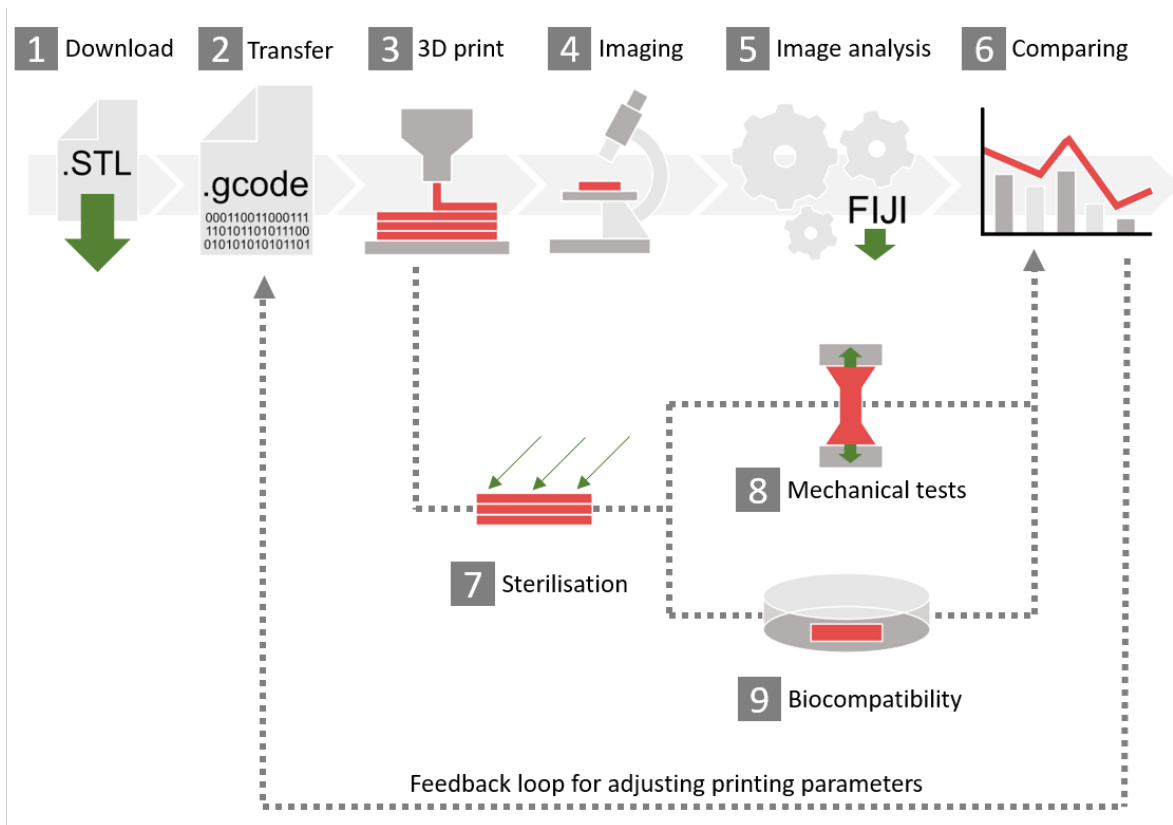 1 Download
2 Transfer
3 3D print
4 Imaging
5 Image analysis
6 Comparing
.STL
.gcode
000110011000111
110101101011100
010101010101101
FIJI
8 Mechanical tests
7 Sterilisation
9 Biocompatibility
Feedback loop for adjusting printing parameters